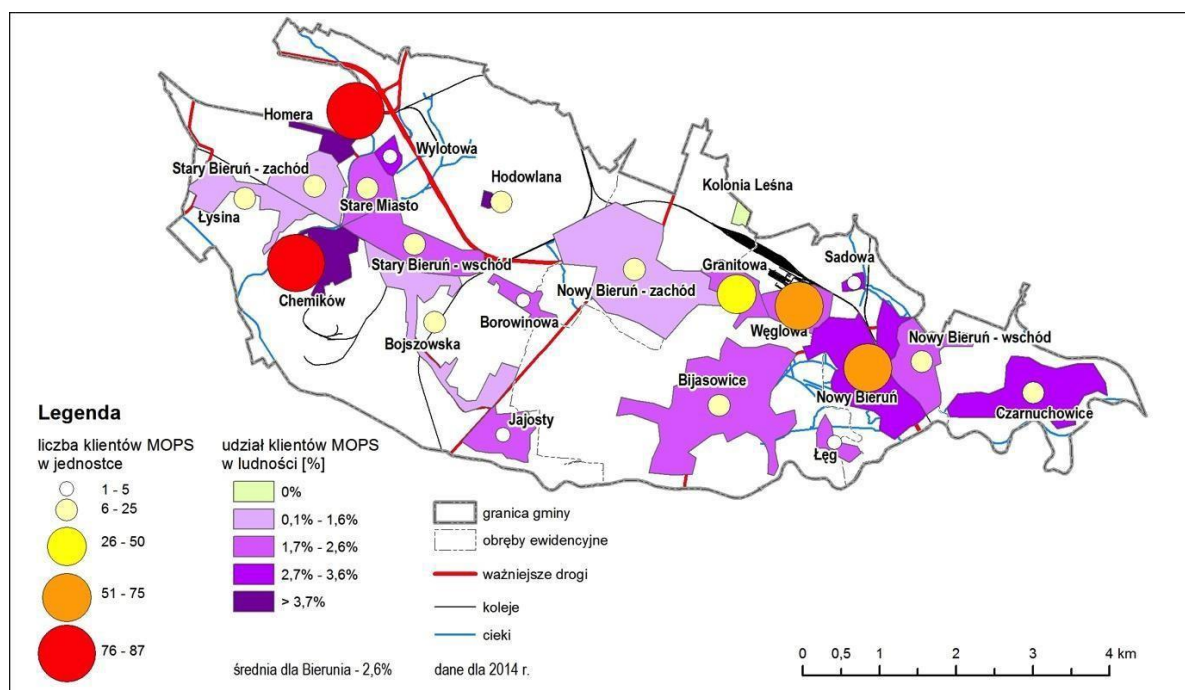 Homera
Wylotowa
Stary Bieruń - zachód
Hodowlana
Kolonia Leśna
Stare Miasto
Łysina
Sadowa
Stary Bieruń - wschód
Granitowa
Nowy Bieruń - zachód
Chemików
Borowinowa
Węglowa
Nowy Bieruń - wschód
Bojszowska
Bijasowice
Nowy Bieruń
Czarnuchowice
Jajosty
Łęg
Legenda
liczba klientów MOPS
w jednostce
1 - 5
6 - 25
26 - 50
51 - 75
76 - 87
udział klientów MOPS
w ludności [%]
0%
0,1% - 1,6%
1,7% - 2,6%
2,7% - 3,6%
> 3,7%
średnia dla Bierunia - 2,6%
granica gminy
obręby ewidencyjne
ważniejsze drogi
koleje
cieki
dane dla 2014 r.
0 0,5 1 2 3 4 km